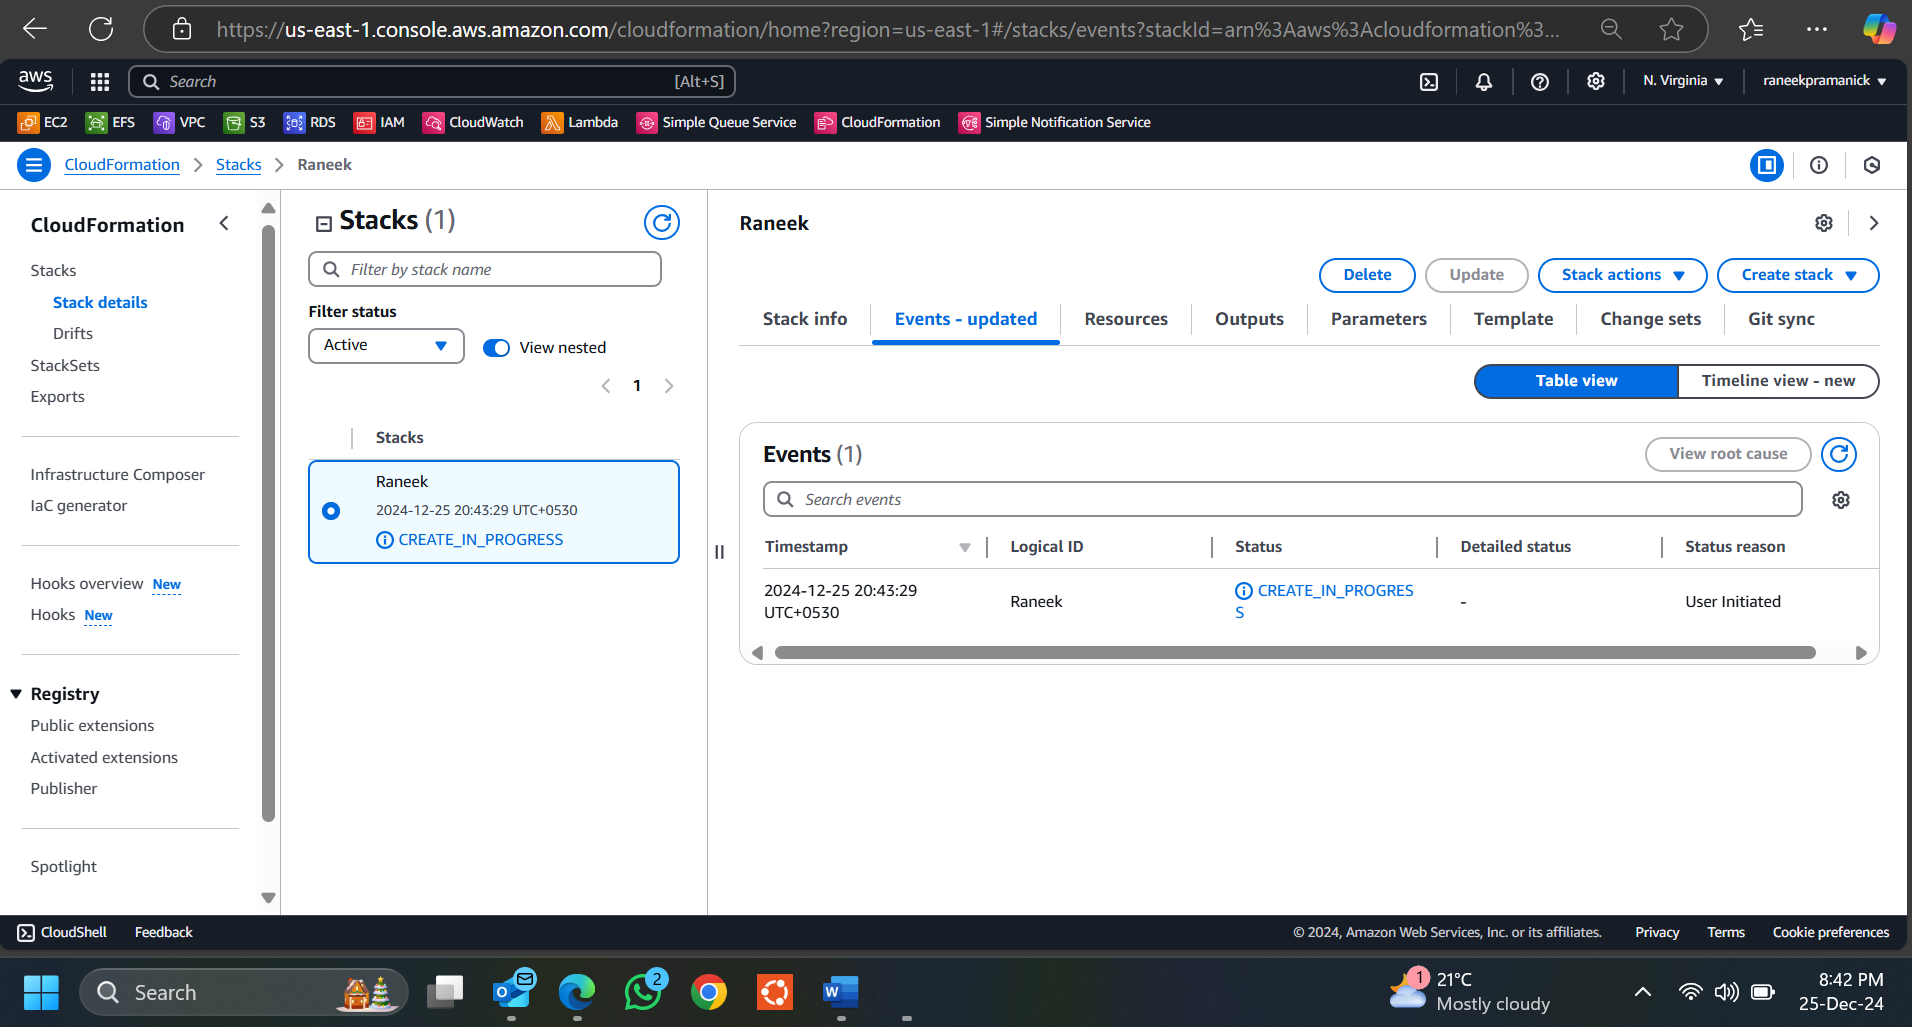 https://us-east-1.console.aws.amazon.com/cloudformation/home?region=us-east-1#/stacks/events?stackId=arn%3Aaws%3Acloudformation%3...
aws
Search [Alt+S]
N. Virginia
raneekpramanick
EC2 EFS VPC S3 RDS IAM CloudWatch Lambda Simple Queue Service CloudFormation Simple Notification Service
CloudFormation
Stacks
Raneek
CloudFormation
Stacks
Stack details
Drifts
StackSets
Exports
Infrastructure Composer
IaC generator
Hooks overview New
Hooks New
Registry
Public extensions
Activated extensions
Publisher
Spotlight
Stacks (1)
Filter by stack name
Filter status
Active
View nested
1
Stacks
Raneek
2024-12-25 20:43:29 UTC+0530
CREATE_IN_PROGRESS
Raneek
Delete
Update
Stack actions
Create stack
Stack info
Events - updated
Resources
Outputs
Parameters
Template
Change sets
Git sync
Table view
Timeline view - new
Events (1)
View root cause
Search events
Timestamp
Logical ID
Status
Detailed status
Status reason
2024-12-25 20:43:29
UTC+0530
Raneek
CREATE_IN_PROGRES
S
-
User Initiated
CloudShell
Feedback
© 2024, Amazon Web Services, Inc. or its affiliates.
Privacy
Terms
Cookie preferences
Search
2
1
21°C
Mostly cloudy
8:42 PM
25-Dec-24